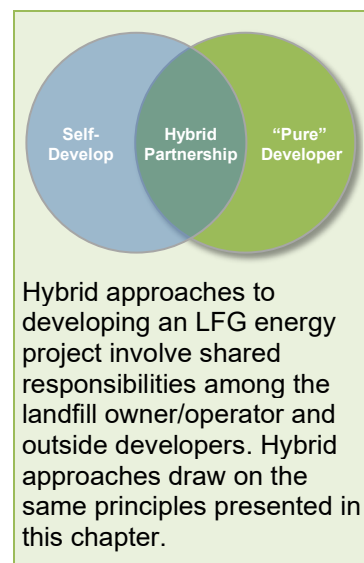 Self-
Develop
Hybrid
Partnership
“Pure”
Developer
Hybrid approaches to
developing an LFG energy
project involve shared
responsibilities among the
landfill owner/operator and
outside developers. Hybrid
approaches draw on the
same principles presented in
this chapter.